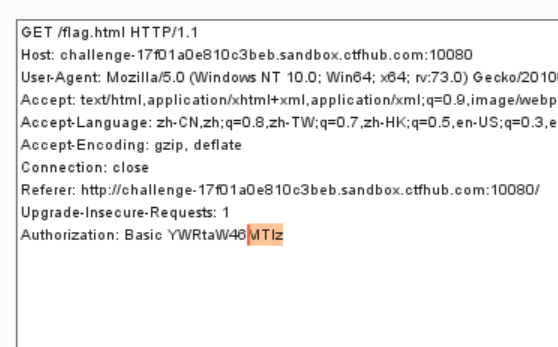 GET /flag.html HTTP/1.1
Host: challenge-17f01a0e810c3beb.sandbox.ctfhub.com:10080
User-Agent: Mozilla/5.0 (Windows NT 10.0; Win64; x64; rv:73.0) Gecko/2010
Accept: text/html,application/xhtml+xml,application/xml;q=0.9,image/webp
Accept-Language: zh-CN,zh;q=0.8,zh-TW;q=0.7,zh-HK;q=0.5,en-US;q=0.3,e
Accept-Encoding: gzip, deflate
Connection: close
Referer: http://challenge-17f01a0e810c3beb.sandbox.ctfhub.com:10080/
Upgrade-Insecure-Requests: 1
Authorization: Basic YWRtaW46MTIz